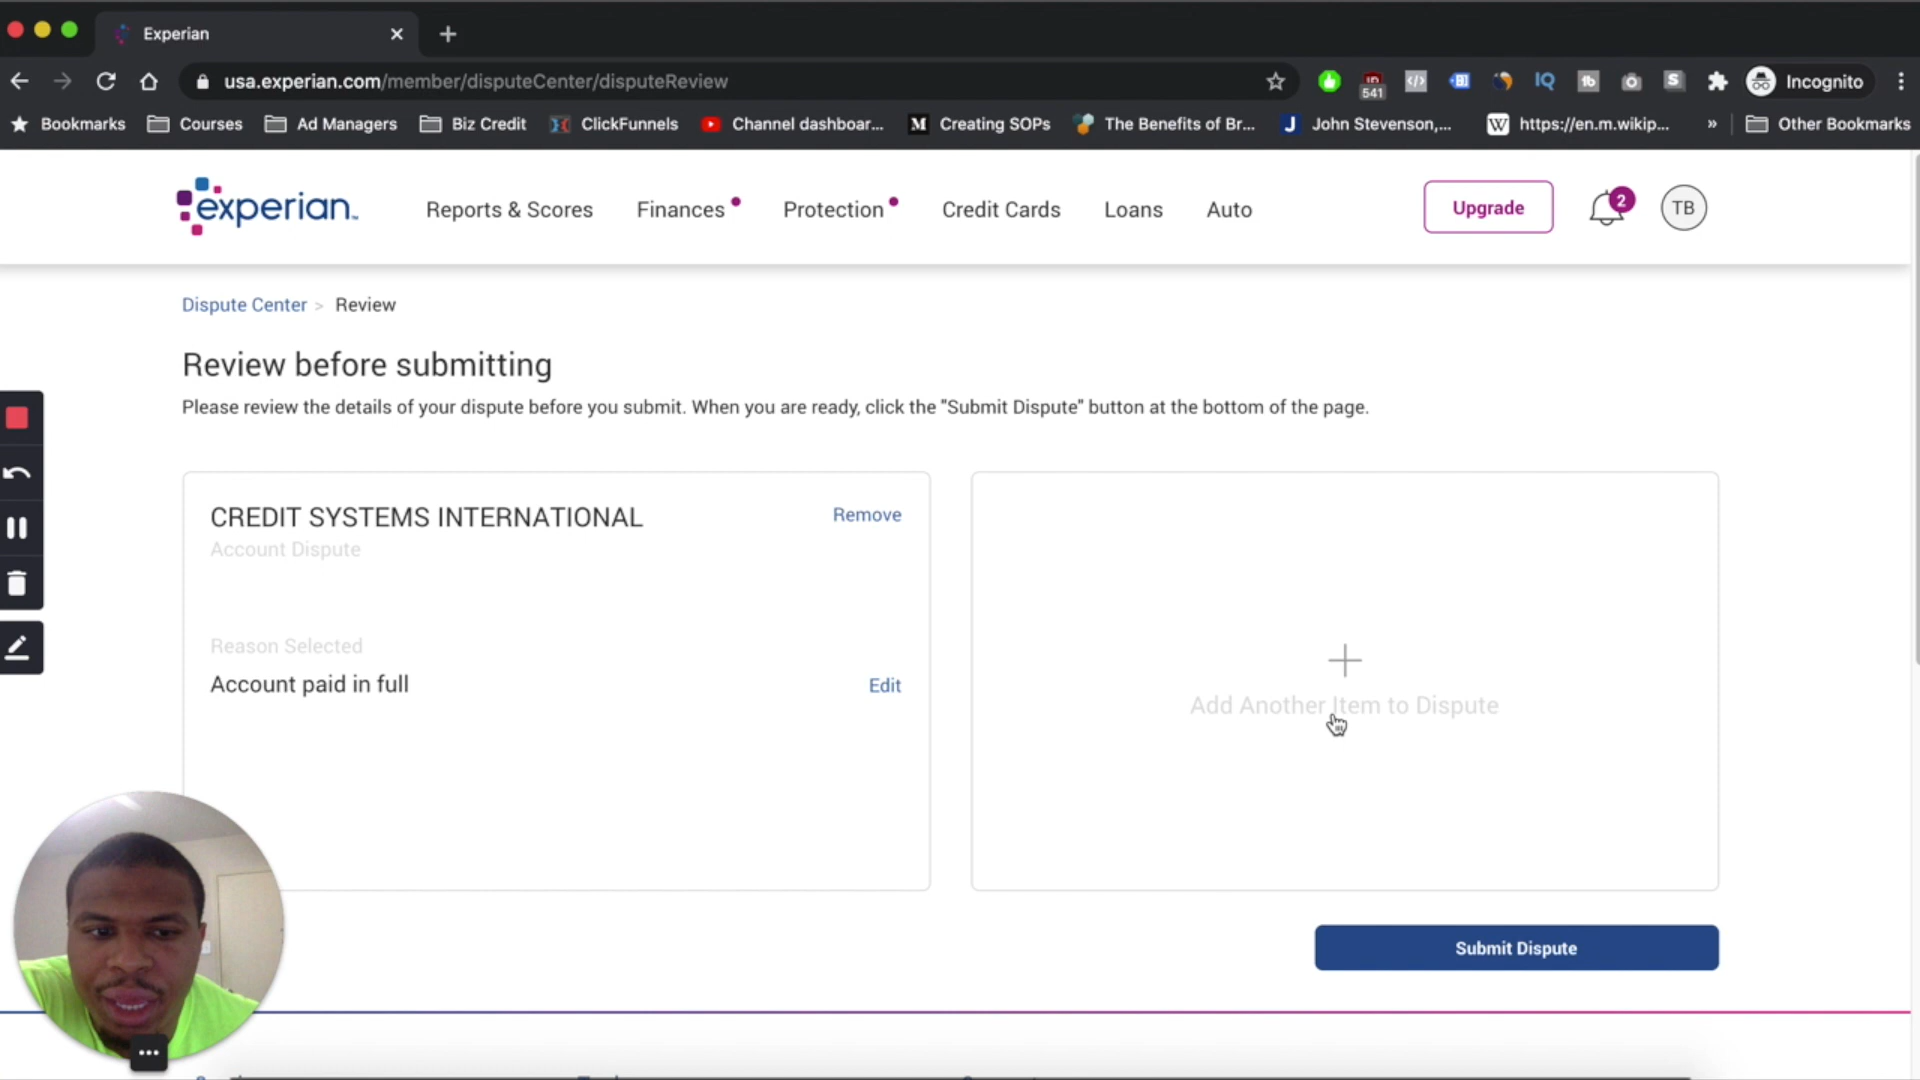 Experian
usa.experian.com/member/disputeCenter/disputeReview
541
Incognito
Bookmarks
Courses
Ad Managers
Biz Credit
ClickFunnels
Channel dashboar...
Creating SOPs
The Benefits of Br...
John Stevenson,...
https://en.m.wikip...
»
Other Bookmarks
experian
Reports & Scores
Finances
Protection
Credit Cards
Loans
Auto
Upgrade
2
TB
Dispute Center > Review
Review before submitting
Please review the details of your dispute before you submit. When you are ready, click the "Submit Dispute" button at the bottom of the page.
CREDIT SYSTEMS INTERNATIONAL
Remove
Account Dispute
Reason Selected
Account paid in full
Edit
Add Another Item to Dispute
Submit Dispute